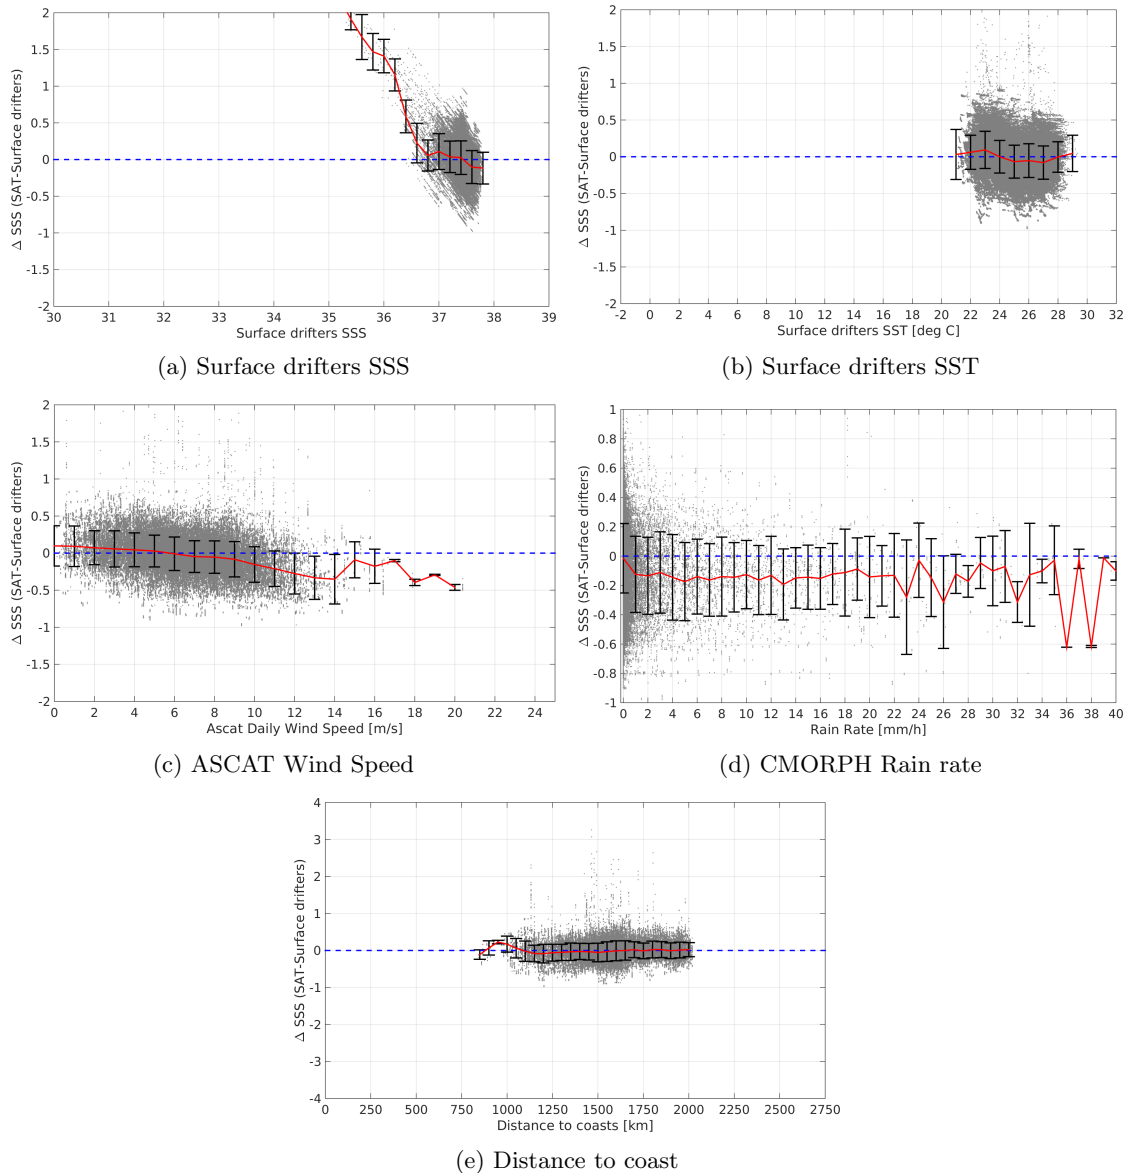 2
1.5
1
0.5
0
-0.5
-1
-1.5
-2
Δ SSS (SAT-Surface drifters)
30 31 32 33 34 35 36 37 38 39
Surface drifters SSS
(a) Surface drifters SSS
2
1.5
1
0.5
0
-0.5
-1
-1.5
-2
Δ SSS (SAT-Surface drifters)
-2 0 2 4 6 8 10 12 14 16 18 20 22 24 26 28 30 32
Surface drifters SST [deg C]
(b) Surface drifters SST
2
1.5
1
0.5
0
-0.5
-1
-1.5
-2
Δ SSS (SAT-Surface drifters)
0 2 4 6 8 10 12 14 16 18 20 22 24
Ascat Daily Wind Speed [m/s]
(c) ASCAT Wind Speed
1
0.8
0.6
0.4
0.2
0
-0.2
-0.4
-0.6
-0.8
-1
Δ SSS (SAT-Surface drifters)
0 2 4 6 8 10 12 14 16 18 20 22 24 26 28 30 32 34 36 38 40
Rain Rate [mm/h]
(d) CMORPH Rain rate
4
3
2
1
0
-1
-2
-3
-4
Δ SSS (SAT-Surface drifters)
0 250 500 750 1000 1250 1500 1750 2000 2250 2500 2750
Distance to coasts [km]
(e) Distance to coast